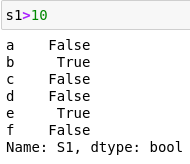 s1>10
a    False
b     True
c    False
d    False
e     True
f    False
Name: S1, dtype: bool